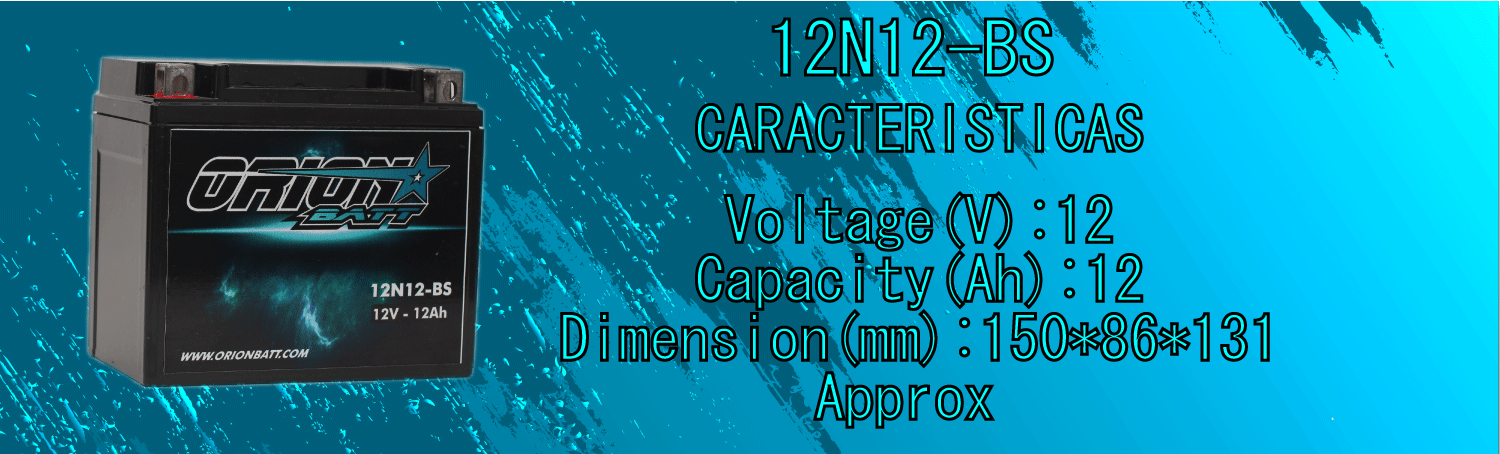 ORION
BATT
12N12-BS
12V - 12Ah
WWW.ORIONBATT.COM
12N12-BS
CARACTERISTICAS
Voltage(V):12
Capacity(Ah):12
Dimension(mm):150*86*131
Approx